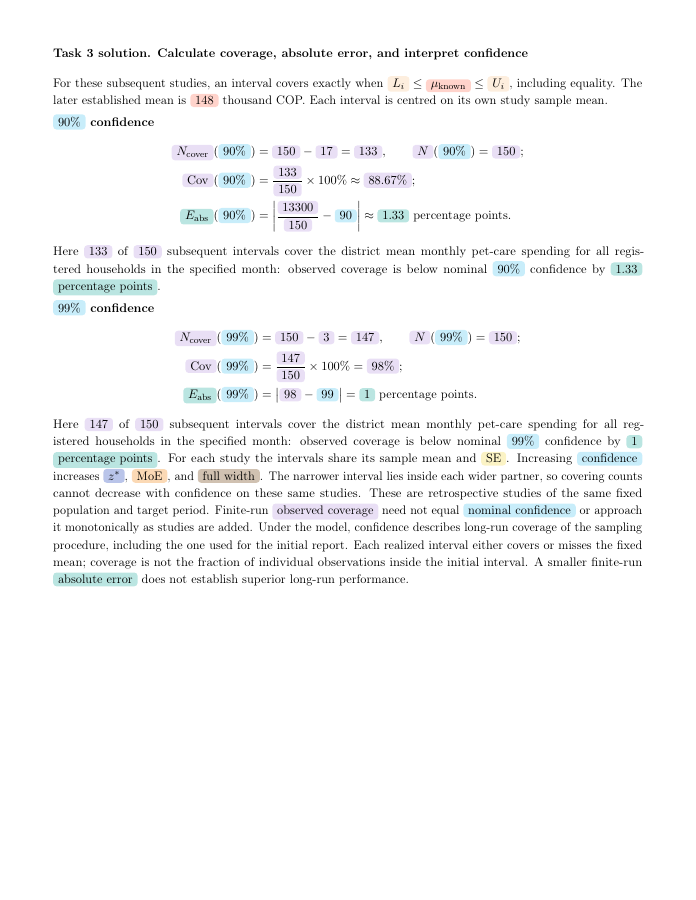 Task 3 solution. Calculate coverage, absolute error, and interpret confidence
For these subsequent studies, an interval covers exactly when L_i ≤ μ_known ≤ U_i, including equality. The
later established mean is 148 thousand COP. Each interval is centred on its own study sample mean.
90% confidence
N_cover(90%) = 150 − 17 = 133, N(90%) = 150;
Cov(90%) = 133/150 × 100% ≈ 88.67%;
E_abs(90%) = |13300/150 − 90| ≈ 1.33 percentage points.
Here 133 of 150 subsequent intervals cover the district mean monthly pet-care spending for all regis-
tered households in the specified month: observed coverage is below nominal 90% confidence by 1.33
percentage points.
99% confidence
N_cover(99%) = 150 − 3 = 147, N(99%) = 150;
Cov(99%) = 147/150 × 100% = 98%;
E_abs(99%) = |98 − 99| = 1 percentage points.
Here 147 of 150 subsequent intervals cover the district mean monthly pet-care spending for all reg-
istered households in the specified month: observed coverage is below nominal 99% confidence by 1
percentage points. For each study the intervals share its sample mean and SE. Increasing confidence
increases z*, MoE, and full width. The narrower interval lies inside each wider partner, so covering counts
cannot decrease with confidence on these same studies. These are retrospective studies of the same fixed
population and target period. Finite-run observed coverage need not equal nominal confidence or approach
it monotonically as studies are added. Under the model, confidence describes long-run coverage of the sampling
procedure, including the one used for the initial report. Each realized interval either covers or misses the fixed
mean; coverage is not the fraction of individual observations inside the initial interval. A smaller finite-run
absolute error does not establish superior long-run performance.